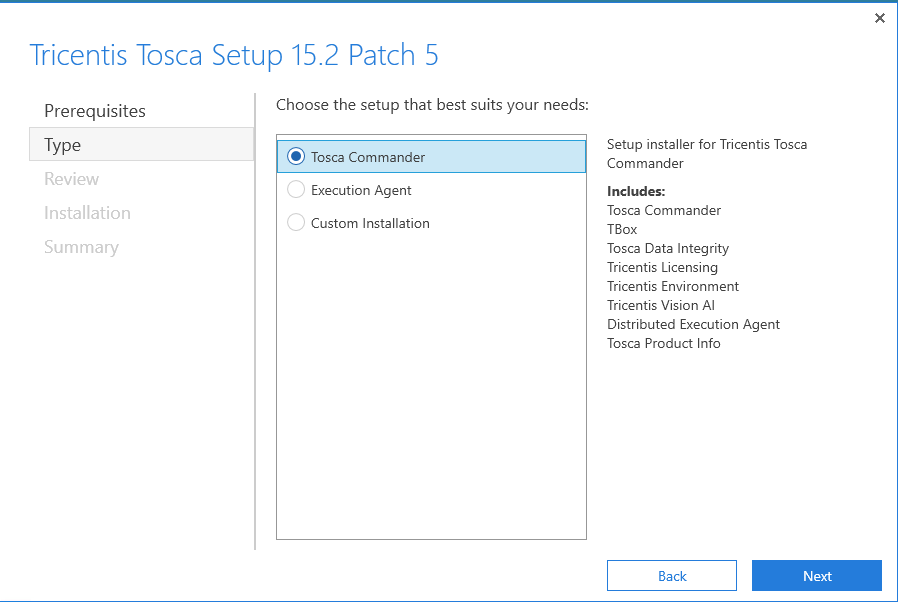 Tricentis Tosca Setup 15.2 Patch 5
Prerequisites
Type
Review
Installation
Summary
Choose the setup that best suits your needs:
Tosca Commander
Execution Agent
Custom Installation
Setup installer for Tricentis Tosca
Commander
Includes:
Tosca Commander
TBox
Tosca Data Integrity
Tricentis Licensing
Tricentis Environment
Tricentis Vision AI
Distributed Execution Agent
Tosca Product Info
Back
Next